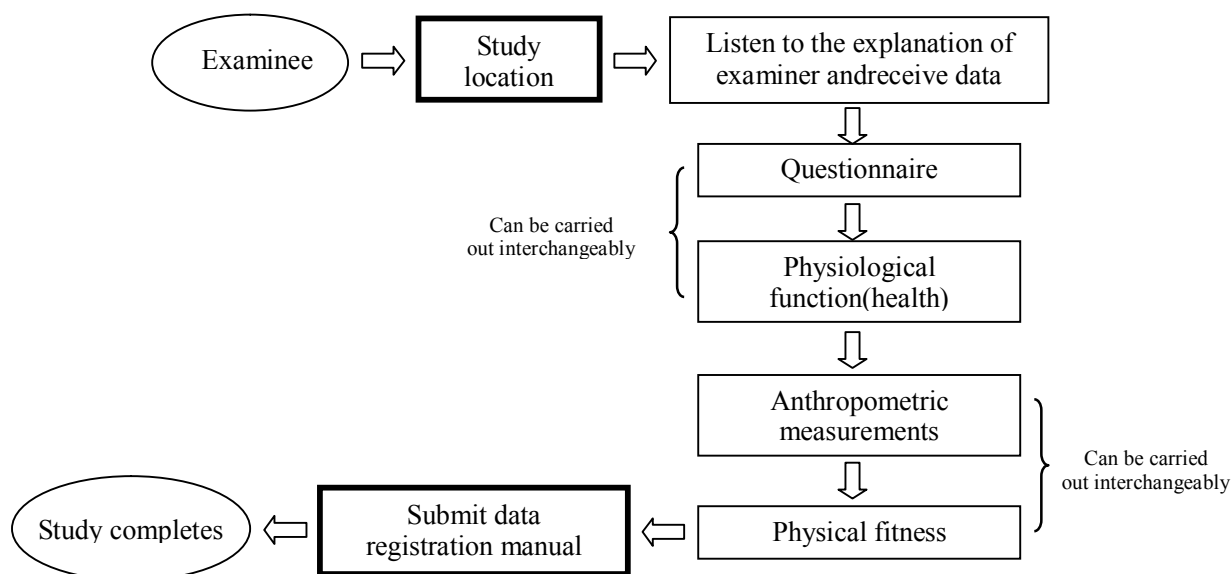 Examinee
Study
location
Listen to the explanation of
examiner andreceive data
Questionnaire
Can be carried
out interchangeably
Physiological
function(health)
Anthropometric
measurements
Can be carried
out interchangeably
Physical fitness
Submit data
registration manual
Study completes